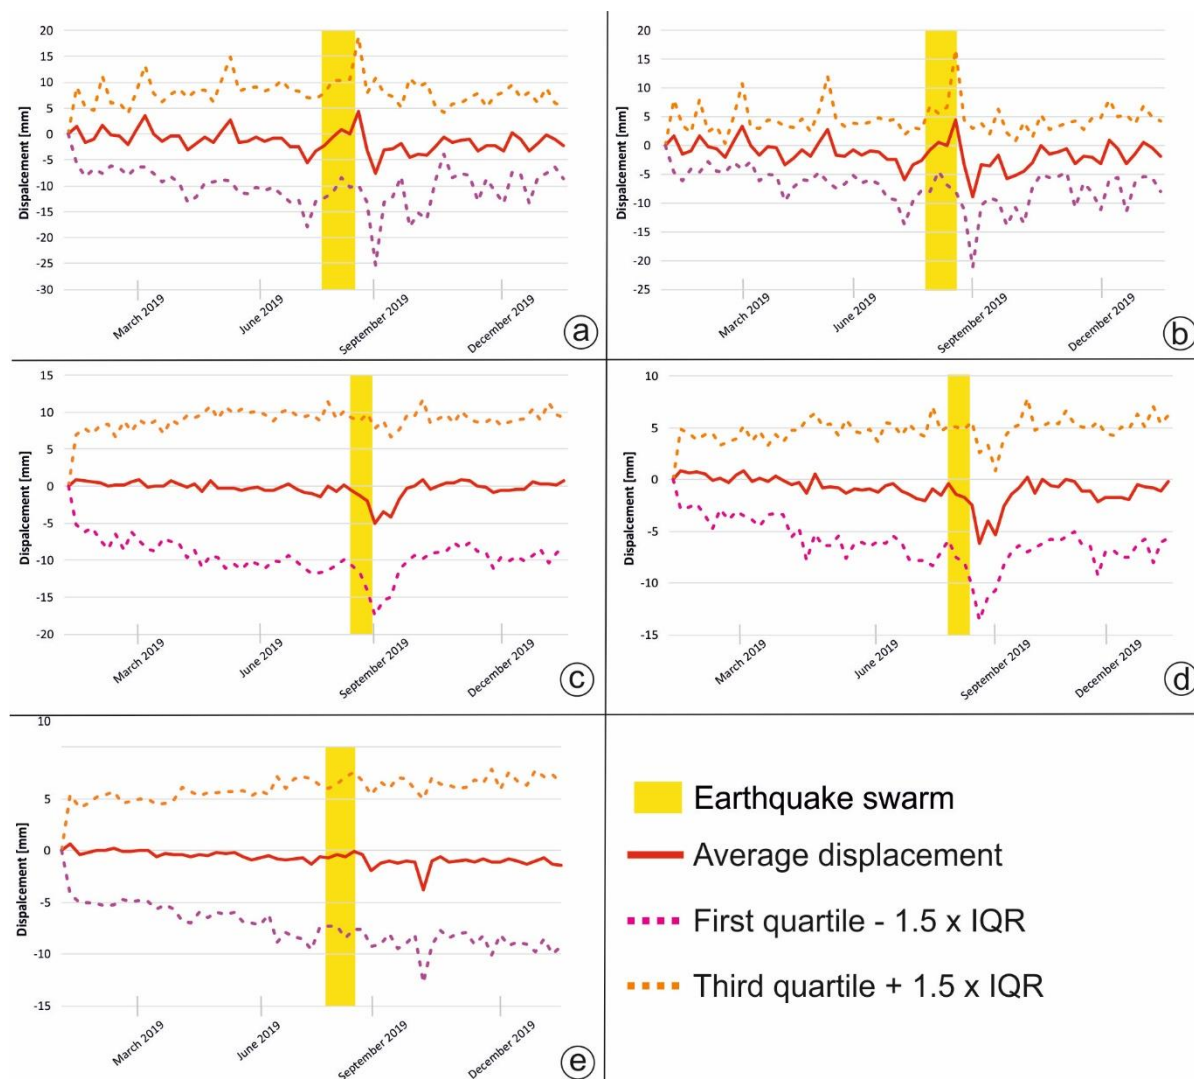 20
15
10
5
0
-5
-10
-15
-20
-25
-30
Dispalcement [mm]
March 2019
June 2019
September 2019
December 2019
a
20
15
10
5
0
-5
-10
-15
-20
-25
Dispalcement [mm]
March 2019
June 2019
September 2019
December 2019
b
15
10
5
0
-5
-10
-15
-20
Dispalcement [mm]
March 2019
June 2019
September 2019
December 2019
c
10
5
0
-5
-10
-15
Dispalcement [mm]
March 2019
June 2019
September 2019
December 2019
d
10
5
0
-5
-10
-15
Dispalcement [mm]
March 2019
June 2019
September 2019
December 2019
e
Earthquake swarm
Average displacement
First quartile - 1.5 x IQR
Third quartile + 1.5 x IQR